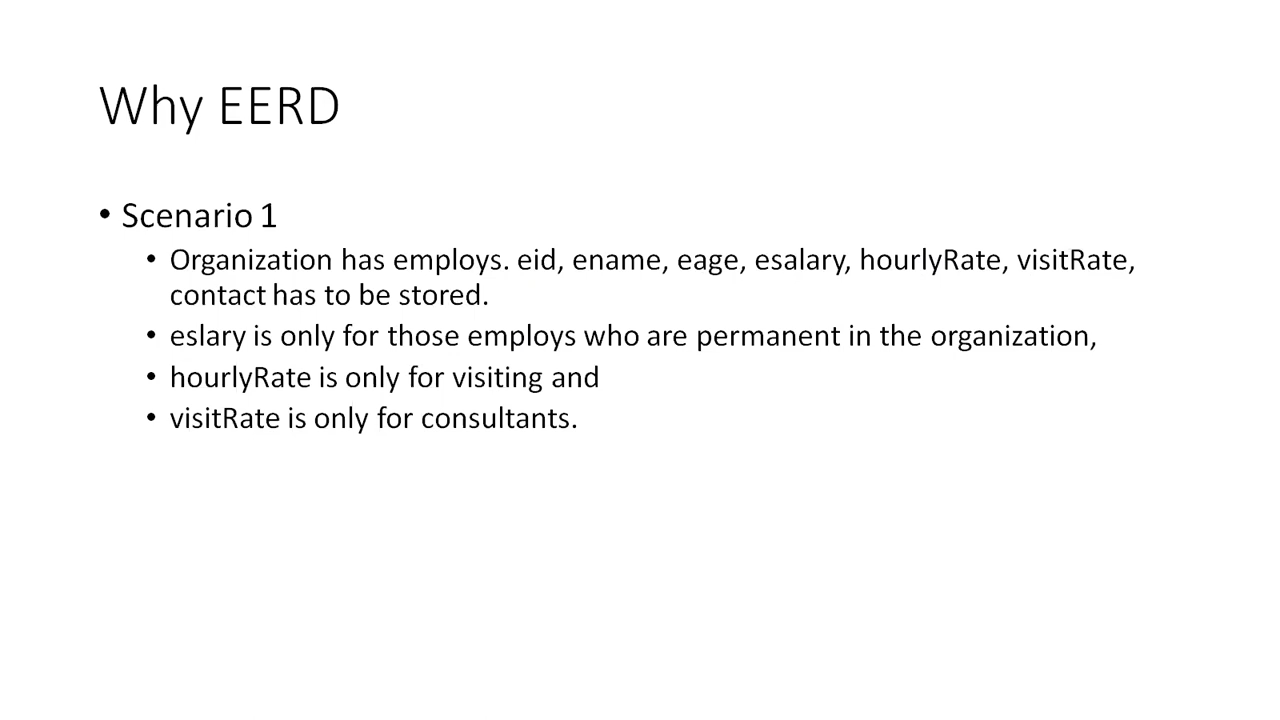 Why EERD
• Scenario 1
• Organization has employs. eid, ename, eage, esalary, hourlyRate, visitRate,
contact has to be stored.
• eslary is only for those employs who are permanent in the organization,
• hourlyRate is only for visiting and
• visitRate is only for consultants.